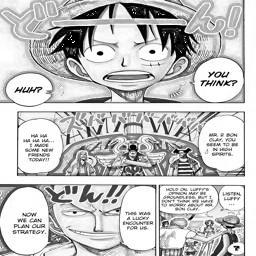 どん!!
YOU
THINK?
HUH?
MR. 2 BON
CLAY, YOU
SEEM TO BE
IN HIGH
SPIRITS.
HA HA
HA HA HA
... I MADE
SOME NEW
FRIENDS
TODAY!!
LISTEN,
LUFFY...
HOLD ON. LUFFY'S
OPINION MAY BE
GROUNDLESS, BUT I
DON'T THINK WE HAVE
TO WORRY ABOUT MR.
BON CLAY.
どん!!
THIS WAS A
LUCKY
ENCOUNTER
FOR US.
NOW WE
CAN PLAN
OUR
STRATEGY.